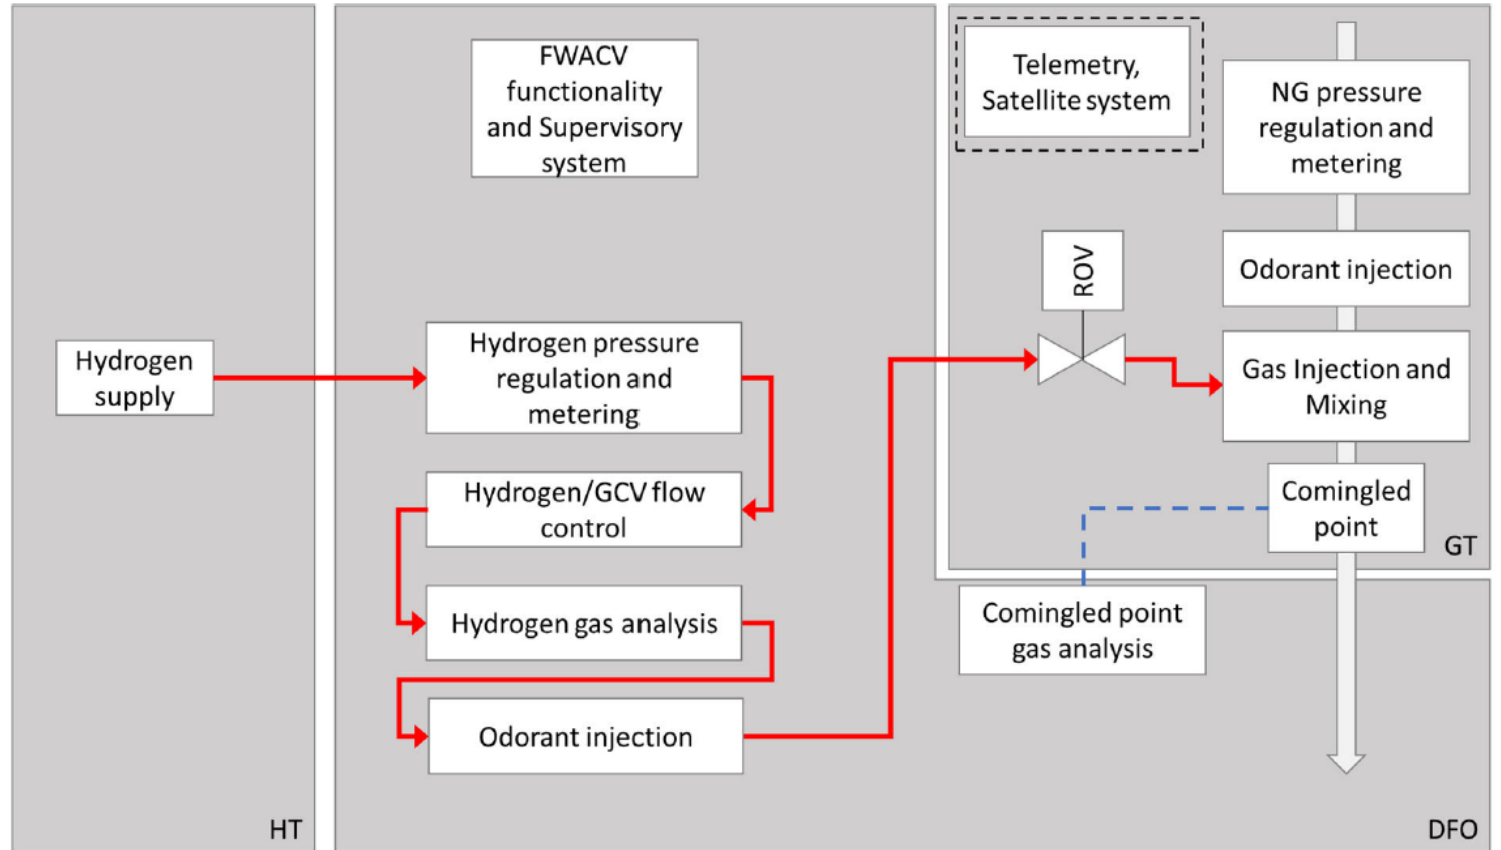 FWACV
functionality
and Supervisory
system
Telemetry,
Satellite system
NG pressure
regulation and
metering
ROV
Odorant injection
Hydrogen
supply
Hydrogen pressure
regulation and
metering
Gas Injection and
Mixing
Hydrogen/GCV flow
control
Comingled
point
GT
Hydrogen gas analysis
Comingled point
gas analysis
Odorant injection
HT
DFO